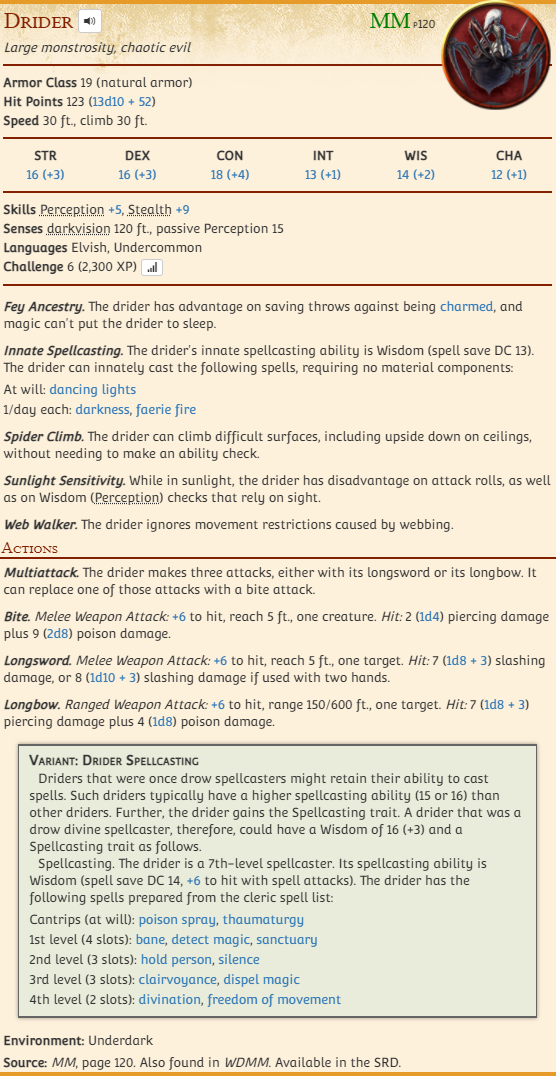 Drider
MM P120
Large monstrosity, chaotic evil
Armor Class 19 (natural armor)
Hit Points 123 (13d10 + 52)
Speed 30 ft., climb 30 ft.
STR DEX CON INT WIS CHA
16 (+3) 16 (+3) 18 (+4) 13 (+1) 14 (+2) 12 (+1)
Skills Perception +5, Stealth +9
Senses darkvision 120 ft., passive Perception 15
Languages Elvish, Undercommon
Challenge 6 (2,300 XP)
Fey Ancestry. The drider has advantage on saving throws against being charmed, and
magic can't put the drider to sleep.
Innate Spellcasting. The drider's innate spellcasting ability is Wisdom (spell save DC 13).
The drider can innately cast the following spells, requiring no material components:
At will: dancing lights
1/day each: darkness, faerie fire
Spider Climb. The drider can climb difficult surfaces, including upside down on ceilings,
without needing to make an ability check.
Sunlight Sensitivity. While in sunlight, the drider has disadvantage on attack rolls, as well
as on Wisdom (Perception) checks that rely on sight.
Web Walker. The drider ignores movement restrictions caused by webbing.
Actions
Multiattack. The drider makes three attacks, either with its longsword or its longbow. It
can replace one of those attacks with a bite attack.
Bite. Melee Weapon Attack: +6 to hit, reach 5 ft., one creature. Hit: 2 (1d4) piercing damage
plus 9 (2d8) poison damage.
Longsword. Melee Weapon Attack: +6 to hit, reach 5 ft., one target. Hit: 7 (1d8 + 3) slashing
damage, or 8 (1d10 + 3) slashing damage if used with two hands.
Longbow. Ranged Weapon Attack: +6 to hit, range 150/600 ft., one target. Hit: 7 (1d8 + 3)
piercing damage plus 4 (1d8) poison damage.
Variant: Drider Spellcasting
Driders that were once drow spellcasters might retain their ability to cast
spells. Such driders typically have a higher spellcasting ability (15 or 16) than
other driders. Further, the drider gains the Spellcasting trait. A drider that was a
drow divine spellcaster, therefore, could have a Wisdom of 16 (+3) and a
Spellcasting trait as follows.
Spellcasting. The drider is a 7th-level spellcaster. Its spellcasting ability is
Wisdom (spell save DC 14, +6 to hit with spell attacks). The drider has the
following spells prepared from the cleric spell list:
Cantrips (at will): poison spray, thaumaturgy
1st level (4 slots): bane, detect magic, sanctuary
2nd level (3 slots): hold person, silence
3rd level (3 slots): clairvoyance, dispel magic
4th level (2 slots): divination, freedom of movement
Environment: Underdark
Source: MM, page 120. Also found in WDMM. Available in the SRD.